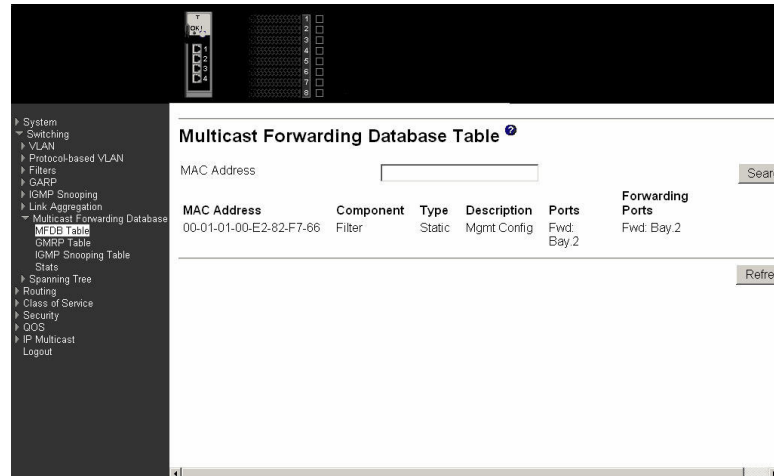 T
OK!
1
2
3
4
1
2
3
4
5
6
7
8
System
Switching
VLAN
Protocol-based VLAN
Filters
GARP
IGMP Snooping
Link Aggregation
Multicast Forwarding Database
MFDB Table
GMRP Table
IGMP Snooping Table
Stats
Spanning Tree
Routing
Class of Service
Security
QOS
IP Multicast
Logout
Multicast Forwarding Database Table ?
MAC Address
Sear
MAC Address Component Type Description Ports Forwarding Ports
00-01-01-00-E2-82-F7-66 Filter Static Mgmt Config Fwd: Bay.2 Fwd: Bay.2
Refre